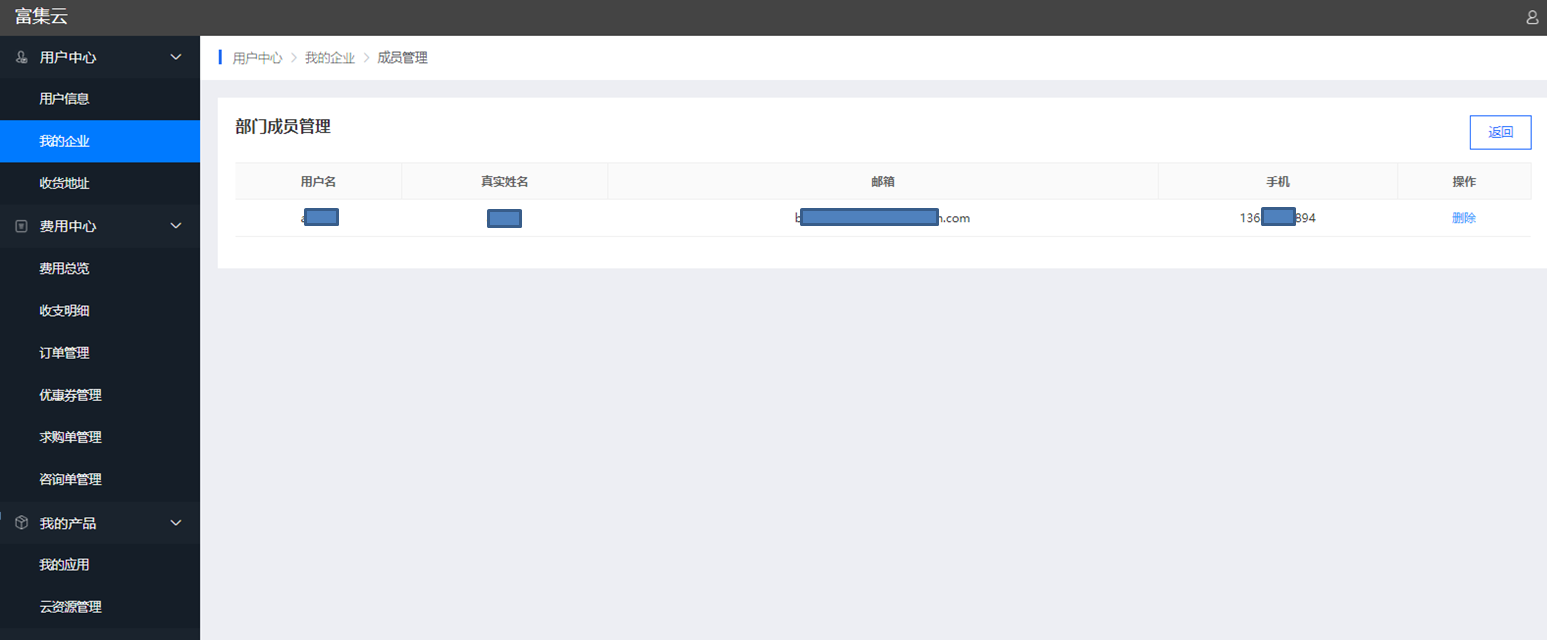 富集云
用户中心
用户信息
我的企业
收货地址
费用中心
费用总览
收支明细
订单管理
优惠券管理
求购单管理
咨询单管理
我的产品
我的应用
云资源管理
用户中心 > 我的企业 > 成员管理
部门成员管理
返回
用户名 真实姓名 邮箱 手机 操作
a b h.com 136 894 删除